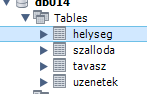 db014
Tables
helyseg
szalloda
tavasz
uzenetek